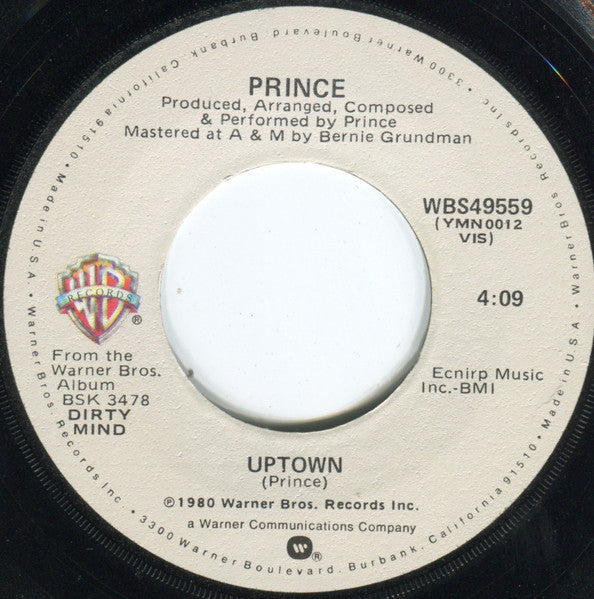 PRINCE
Produced, Arranged, Composed
& Performed by Prince
Mastered at A & M by Bernie Grundman
WBS49559
(YMN0012
VIS)
4:09
WB
RECORDS
®
From the
Warner Bros.
Album
BSK 3478
DIRTY
MIND
Ecnirp Music
Inc.-BMI
UPTOWN
(Prince)
℗1980 Warner Bros. Records Inc.
a Warner Communications Company
W®
Warner Bros. Records Inc. • 3300 Warner Boulevard, Burbank, California 91510 • Made in U.S.A. • Warner Bros. Records Inc. • 3300 Warner Boulevard, Burbank, California 91510 • Made in U.S.A. •